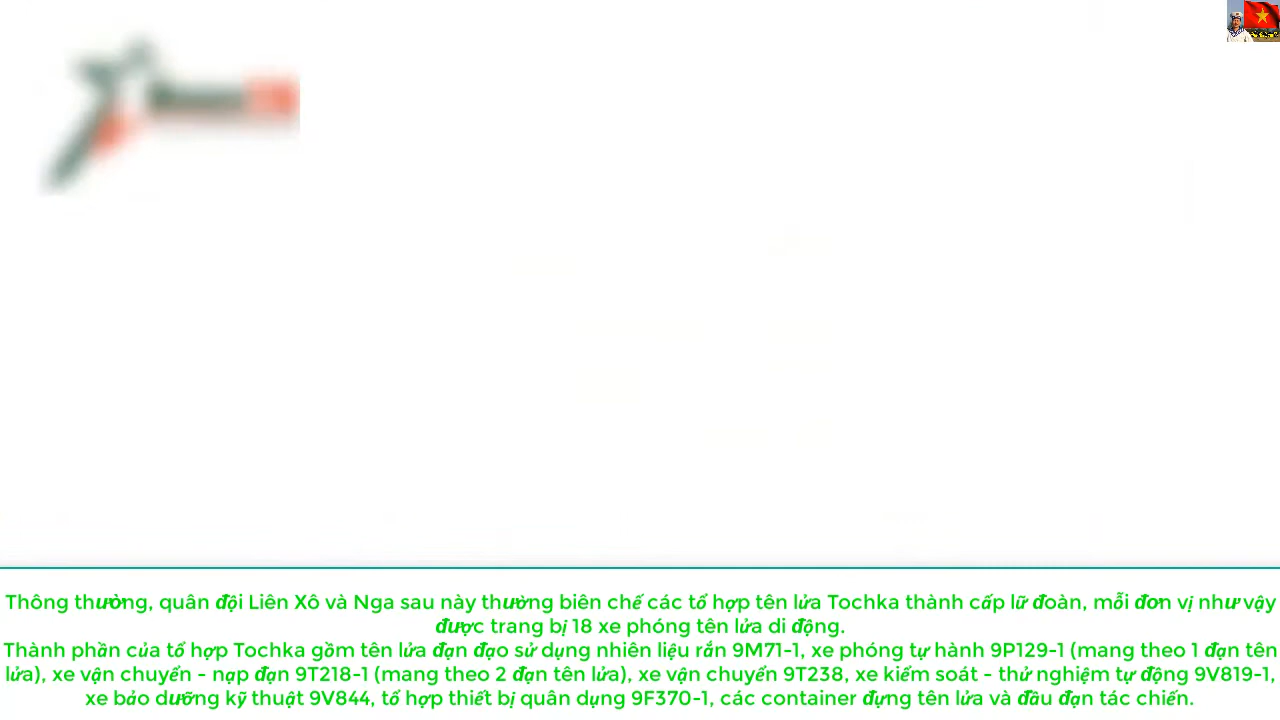 Thông thường, quân đội Liên Xô và Nga sau này thường biên chế các tổ hợp tên lửa Tochka thành cấp lữ đoàn, mỗi đơn vị như vậy
được trang bị 18 xe phóng tên lửa di động.
Thành phần của tổ hợp Tochka gồm tên lửa đạn đạo sử dụng nhiên liệu rắn 9M71-1, xe phóng tự hành 9P129-1 (mang theo 1 đạn tên
lửa), xe vận chuyển - nạp đạn 9T218-1 (mang theo 2 đạn tên lửa), xe vận chuyển 9T238, xe kiểm soát - thử nghiệm tự động 9V819-1,
xe bảo dưỡng kỹ thuật 9V844, tổ hợp thiết bị quân dụng 9F370-1, các container đựng tên lửa và đầu đạn tác chiến.